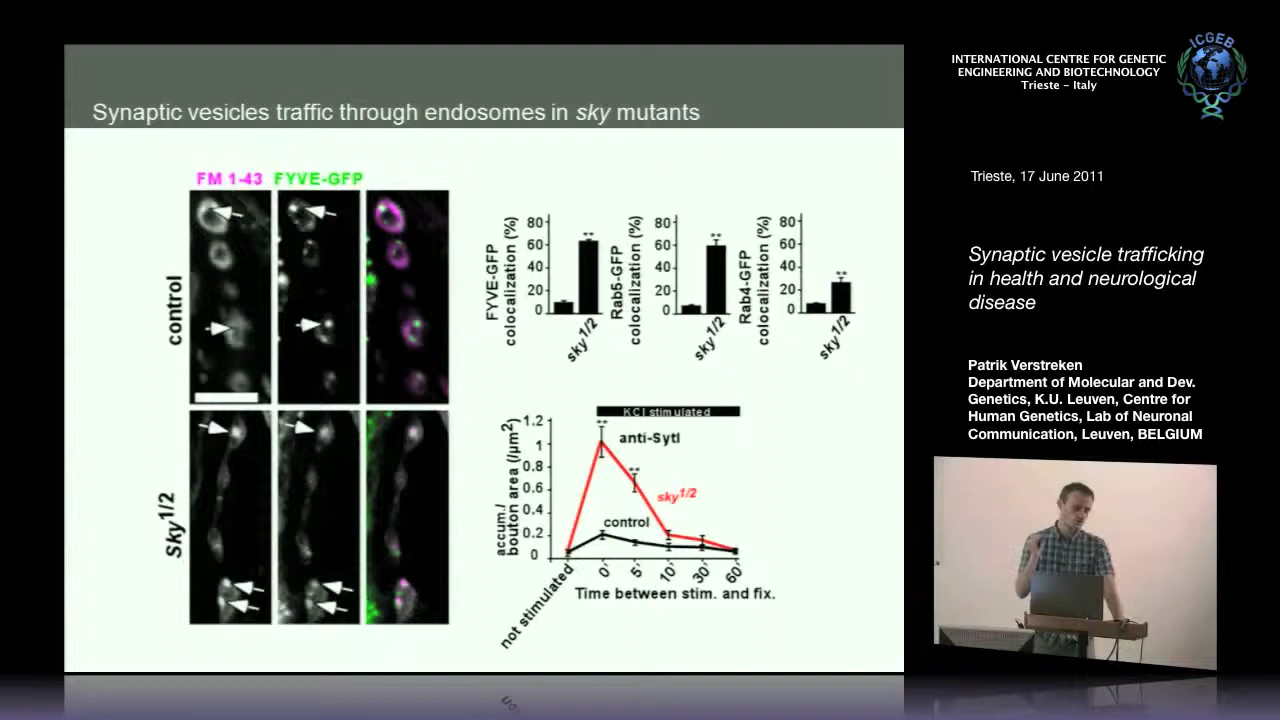 Synaptic vesicles traffic through endosomes in sky mutants
FM 1-43 FYVE-GFP
control
Sky1/2
FYVE-GFP
colocalization (%)
80
60
40
20
0
sky1/2
Rab5-GFP
colocalization (%)
80
60
40
20
0
**
sky1/2
Rab4-GFP
colocalization (%)
80
60
40
20
0
**
sky1/2
**
KCl stimulated
accum./
bouton area (/µm2)
1.2
1
0.8
0.6
0.4
0.2
0
**
anti-SytI
**
sky1/2
control
not stimulated
0'
5'
10'
30'
60'
Time between stim. and fix.
INTERNATIONAL CENTRE FOR GENETIC
ENGINEERING AND BIOTECHNOLOGY
Trieste - Italy
ICGEB
Trieste, 17 June 2011
Synaptic vesicle trafficking
in health and neurological
disease
Patrik Verstreken
Department of Molecular and Dev.
Genetics, K.U. Leuven, Centre for
Human Genetics, Lab of Neuronal
Communication, Leuven, BELGIUM